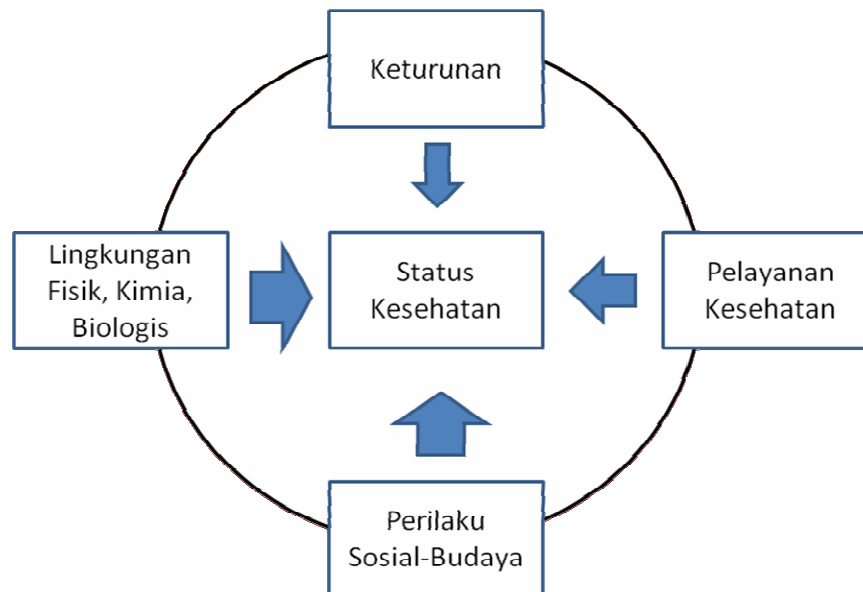 Keturunan
Lingkungan
Fisik, Kimia,
Biologis
Status
Kesehatan
Pelayanan
Kesehatan
Perilaku
Sosial-Budaya